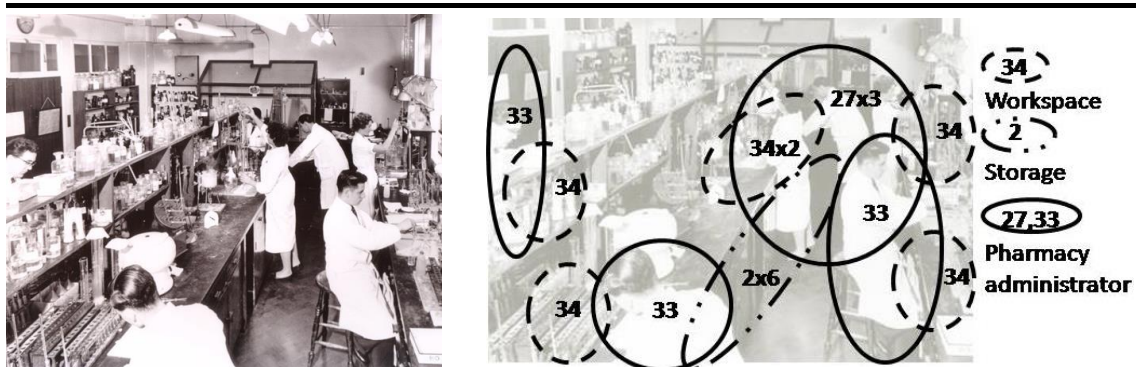 33
34
34
33
34x2
27x3
2x6
33
34
34
34
Workspace
2
Storage
27,33
Pharmacy
administrator